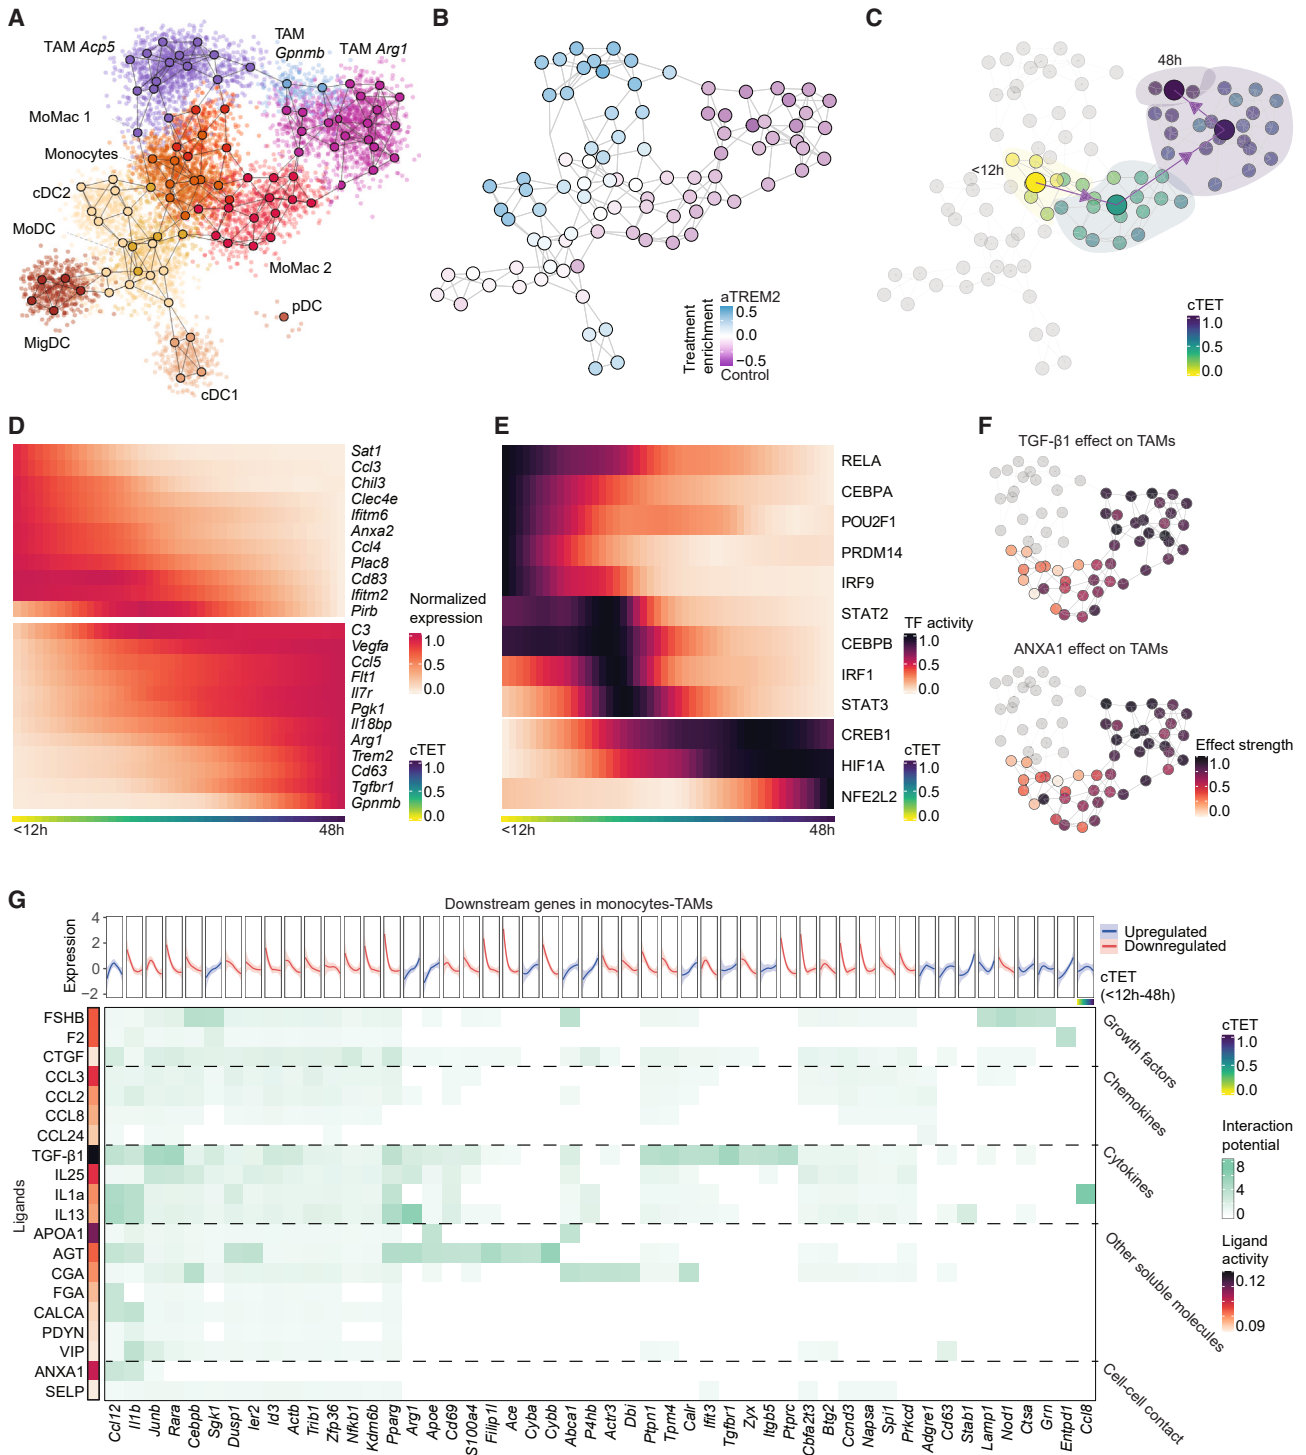 A
TAM Acp5
TAM
Gpnmb
TAM Arg1
MoMac 1
Monocytes
cDC2
MoDC
MoMac 2
pDC
MigDC
cDC1
B
Treatment
enrichment
aTREM2
0.5
0.0
−0.5
Control
C
48h
<12h
cTET
1.0
0.5
0.0
D
Sat1
Ccl3
Chil3
Clec4e
Ifitm6
Anxa2
Ccl4
Plac8
Cd83
Ifitm2
Pirb
C3
Vegfa
Ccl5
Flt1
Il7r
Pgk1
Il18bp
Arg1
Trem2
Cd63
Tgfbr1
Gpnmb
<12h
48h
Normalized
expression
1.0
0.5
0.0
cTET
1.0
0.5
0.0
E
RELA
CEBPA
POU2F1
PRDM14
IRF9
STAT2
CEBPB
IRF1
STAT3
CREB1
HIF1A
NFE2L2
<12h
48h
TF activity
1.0
0.5
0.0
cTET
1.0
0.5
0.0
F
TGF-β1 effect on TAMs
ANXA1 effect on TAMs
Effect strength
1.0
0.5
0.0
G
Downstream genes in monocytes-TAMs
Expression
4
2
0
−2
Upregulated
Downregulated
cTET
(<12h-48h)
Ligands
FSHB
F2
CTGF
CCL3
CCL2
CCL8
CCL24
TGF-β1
IL25
IL1a
IL13
APOA1
AGT
CGA
FGA
CALCA
PDYN
VIP
ANXA1
SELP
Growth factors
Chemokines
Cytokines
Other soluble molecules
Cell-cell contact
cTET
1.0
0.5
0.0
Interaction
potential
8
4
0
Ligand
activity
0.12
0.09
Ccl12
Il1b
Junb
Rara
Cebpb
Sgk1
Dusp1
Ier2
Id3
Actb
Trib1
Zfp36
Nfkb1
Kdm6b
Pparg
Arg1
Apoe
Cd69
S100a4
Filip1l
Ace
Cyba
Cybb
Abca1
P4hb
Actr3
Dbi
Ptpn1
Tpm4
Calr
Ifit3
Tgfbr1
Zyx
Itgb5
Ptprc
Cbfa2t3
Btg2
Ccnd3
Napsa
Spi1
Prkcd
Adgre1
Cd63
Stab1
Lamp1
Nod1
Ctsa
Grn
Entpd1
Ccl8